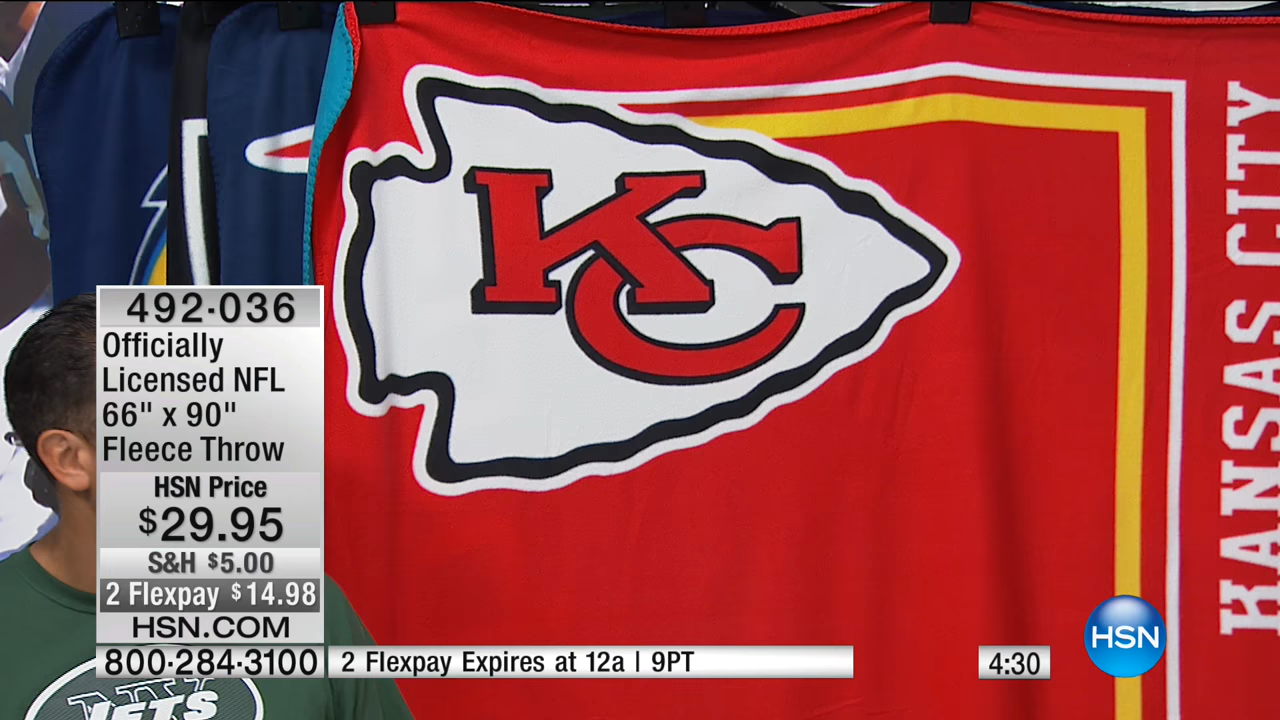 KC
KANSAS CITY
492·036
Officially
Licensed NFL
66" x 90"
Fleece Throw
HSN Price
$29.95
S&H $5.00
2 Flexpay $14.98
HSN.COM
800·284·3100
2 Flexpay Expires at 12a | 9PT
4:30
HSN
NY
JETS